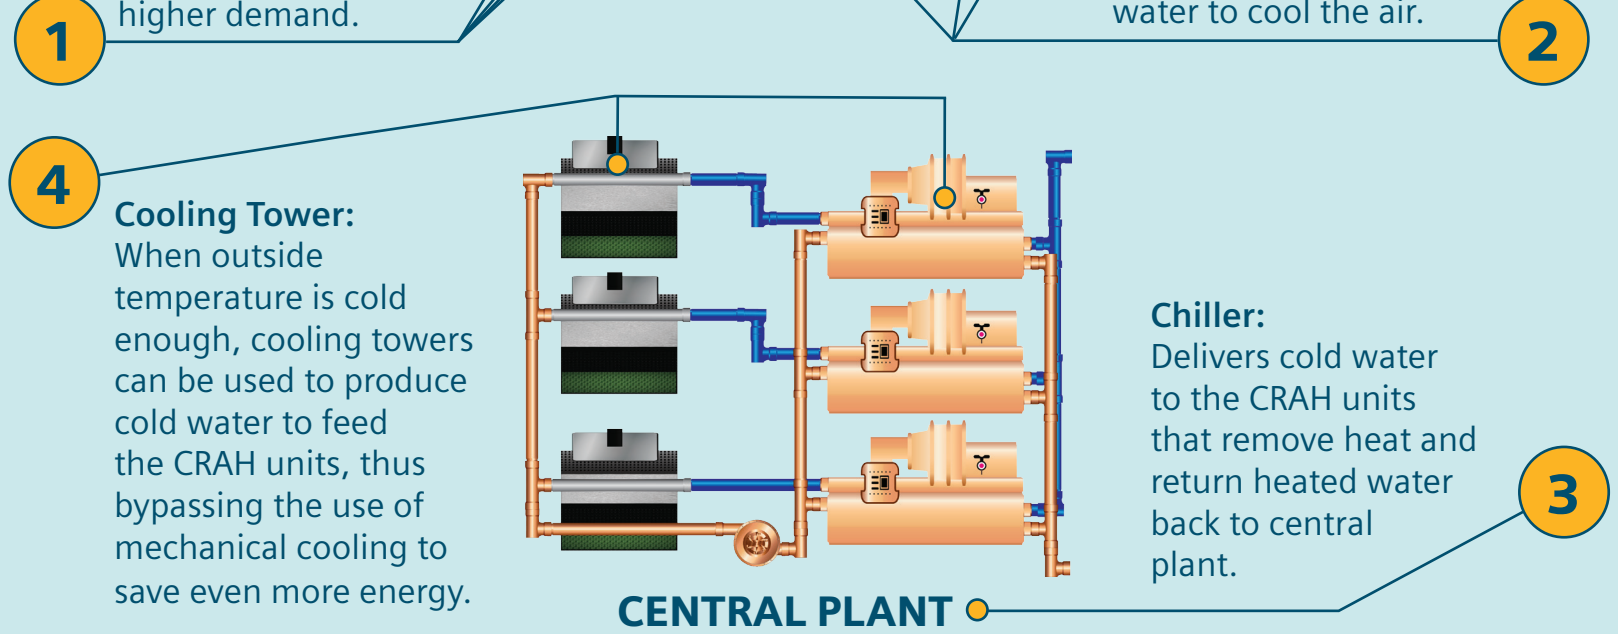 higher demand.
1
water to cool the air.
2
4
Cooling Tower:
When outside
temperature is cold
enough, cooling towers
can be used to produce
cold water to feed
the CRAH units, thus
bypassing the use of
mechanical cooling to
save even more energy.
Chiller:
Delivers cold water
to the CRAH units
that remove heat and
return heated water
back to central
plant.
3
CENTRAL PLANT